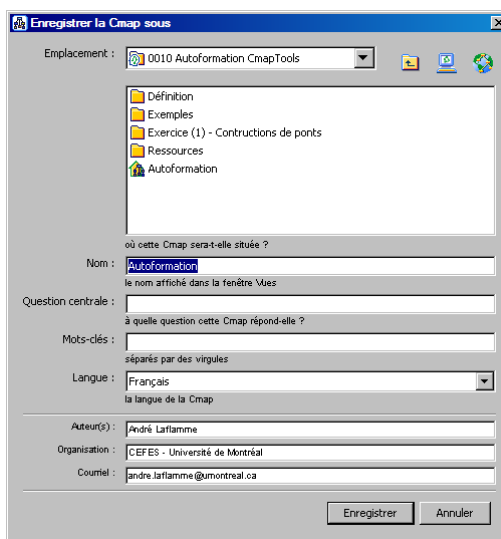 Enregistrer la Cmap sous
Emplacement : 0010 Autoformation CmapTools
Définition
Exemples
Exercice (1) - Contructions de ponts
Ressources
Autoformation
où cette Cmap sera-t-elle située ?
Nom : Autoformation
le nom affiché dans la fenêtre Vues
Question centrale :
à quelle question cette Cmap répond-elle ?
Mots-clés :
séparés par des virgules
Langue : Français
la langue de la Cmap
Auteur(s) : André Laflamme
Organisation : CEFES - Université de Montréal
Courriel : andre.laflamme@umontreal.ca
Enregistrer Annuler